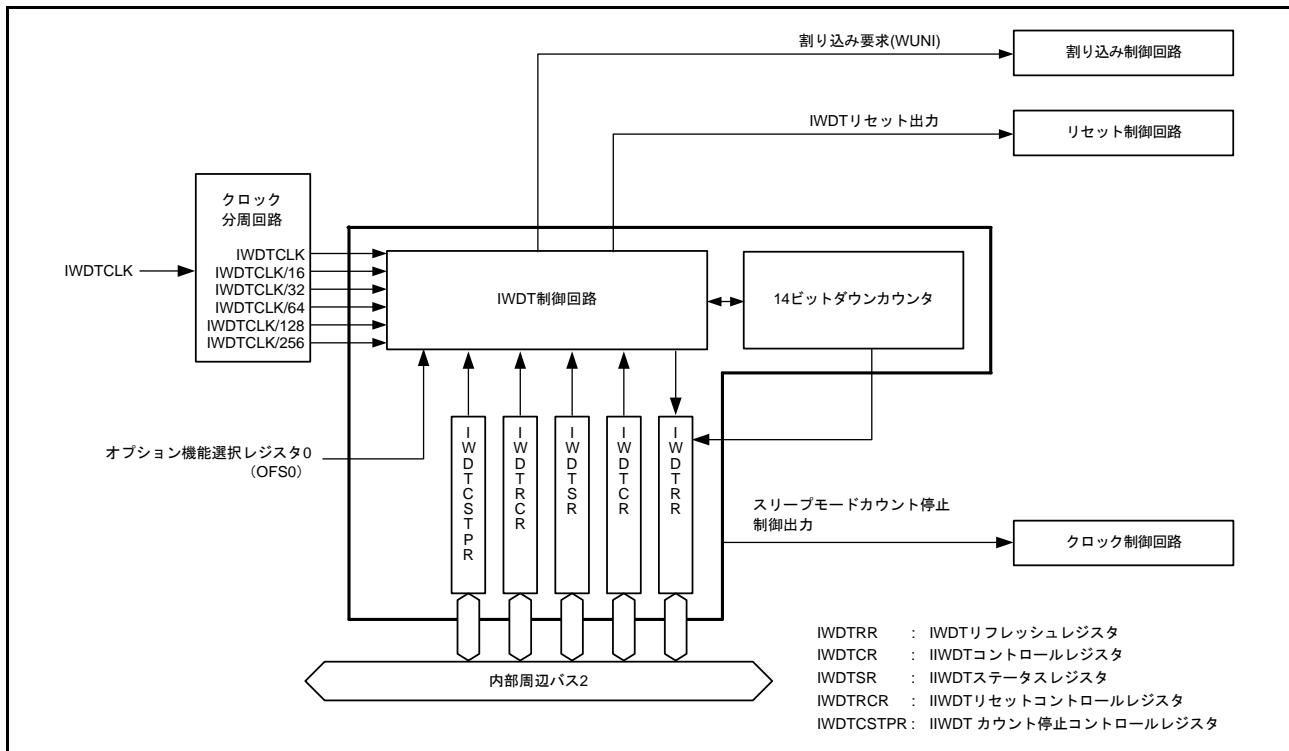 割り込み要求(WUNI)
割り込み制御回路
IWDTリセット出力
リセット制御回路
クロック
分周回路
IWDTCLK
IWDTCLK
IWDTCLK/16
IWDTCLK/32
IWDTCLK/64
IWDTCLK/128
IWDTCLK/256
IWDT制御回路
14ビットダウンカウンタ
オプション機能選択レジスタ0
（OFS0）
IWDTCSTPR
IWDTRCR
IWDTSR
IWDTCR
IWDTRR
スリープモードカウント停止
制御出力
クロック制御回路
内部周辺バス2
IWDTRR : IWDTリフレッシュレジスタ
IWDTCR : IIWDTコントロールレジスタ
IWDTSR : IIWDTステータスレジスタ
IWDTRCR : IIWDTリセットコントロールレジスタ
IWDTCSTPR : IIWDT カウント停止コントロールレジスタ